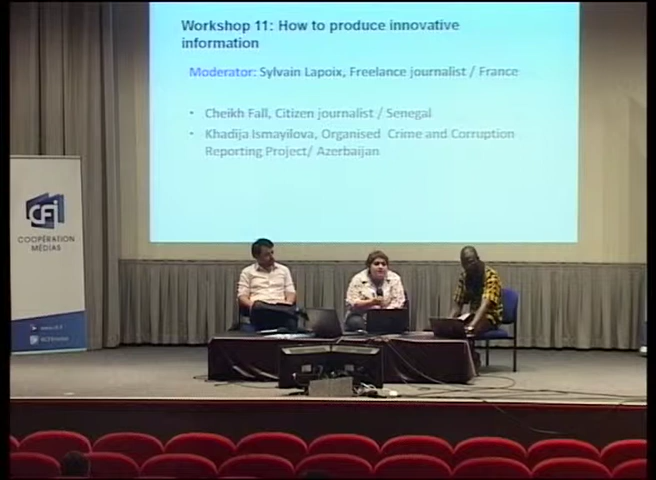 Workshop 11: How to produce innovative
information
Moderator: Sylvain Lapoix, Freelance journalist / France
• Cheikh Fall, Citizen journalist / Senegal
• Khadija Ismayilova, Organised Crime and Corruption
Reporting Project/ Azerbaijan
CFI
COOPÉRATION
MÉDIAS